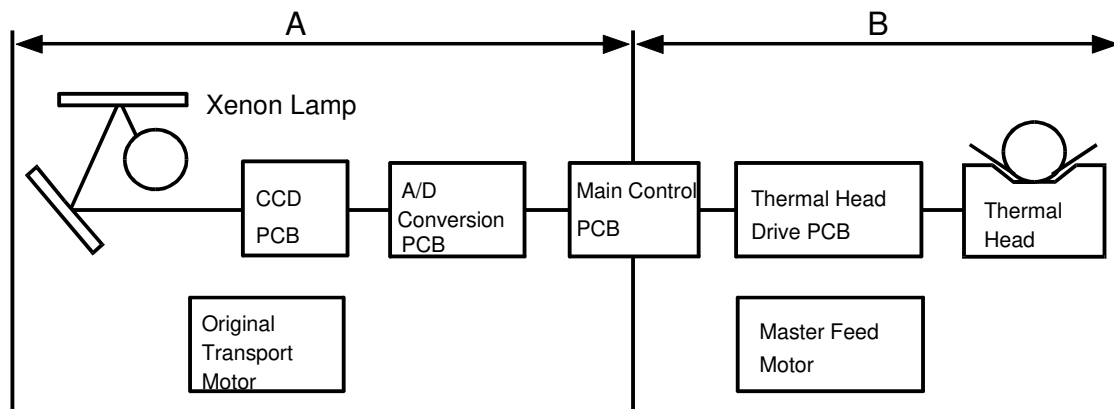 A
B
Xenon Lamp
CCD
PCB
A/D
Conversion
PCB
Main Control
PCB
Thermal Head
Drive PCB
Thermal
Head
Original
Transport
Motor
Master Feed
Motor